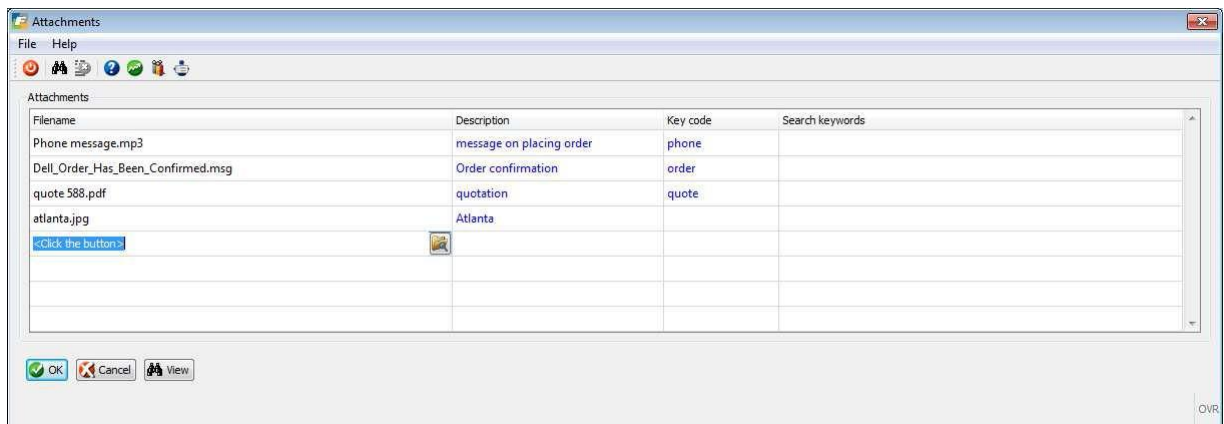 Attachments
File Help
Attachments
Filename Description Key code Search keywords
Phone message.mp3 message on placing order phone
Dell_Order_Has_Been_Confirmed.msg Order confirmation order
quote 588.pdf quotation quote
atlanta.jpg Atlanta
<Click the button>
OK Cancel View
OVR